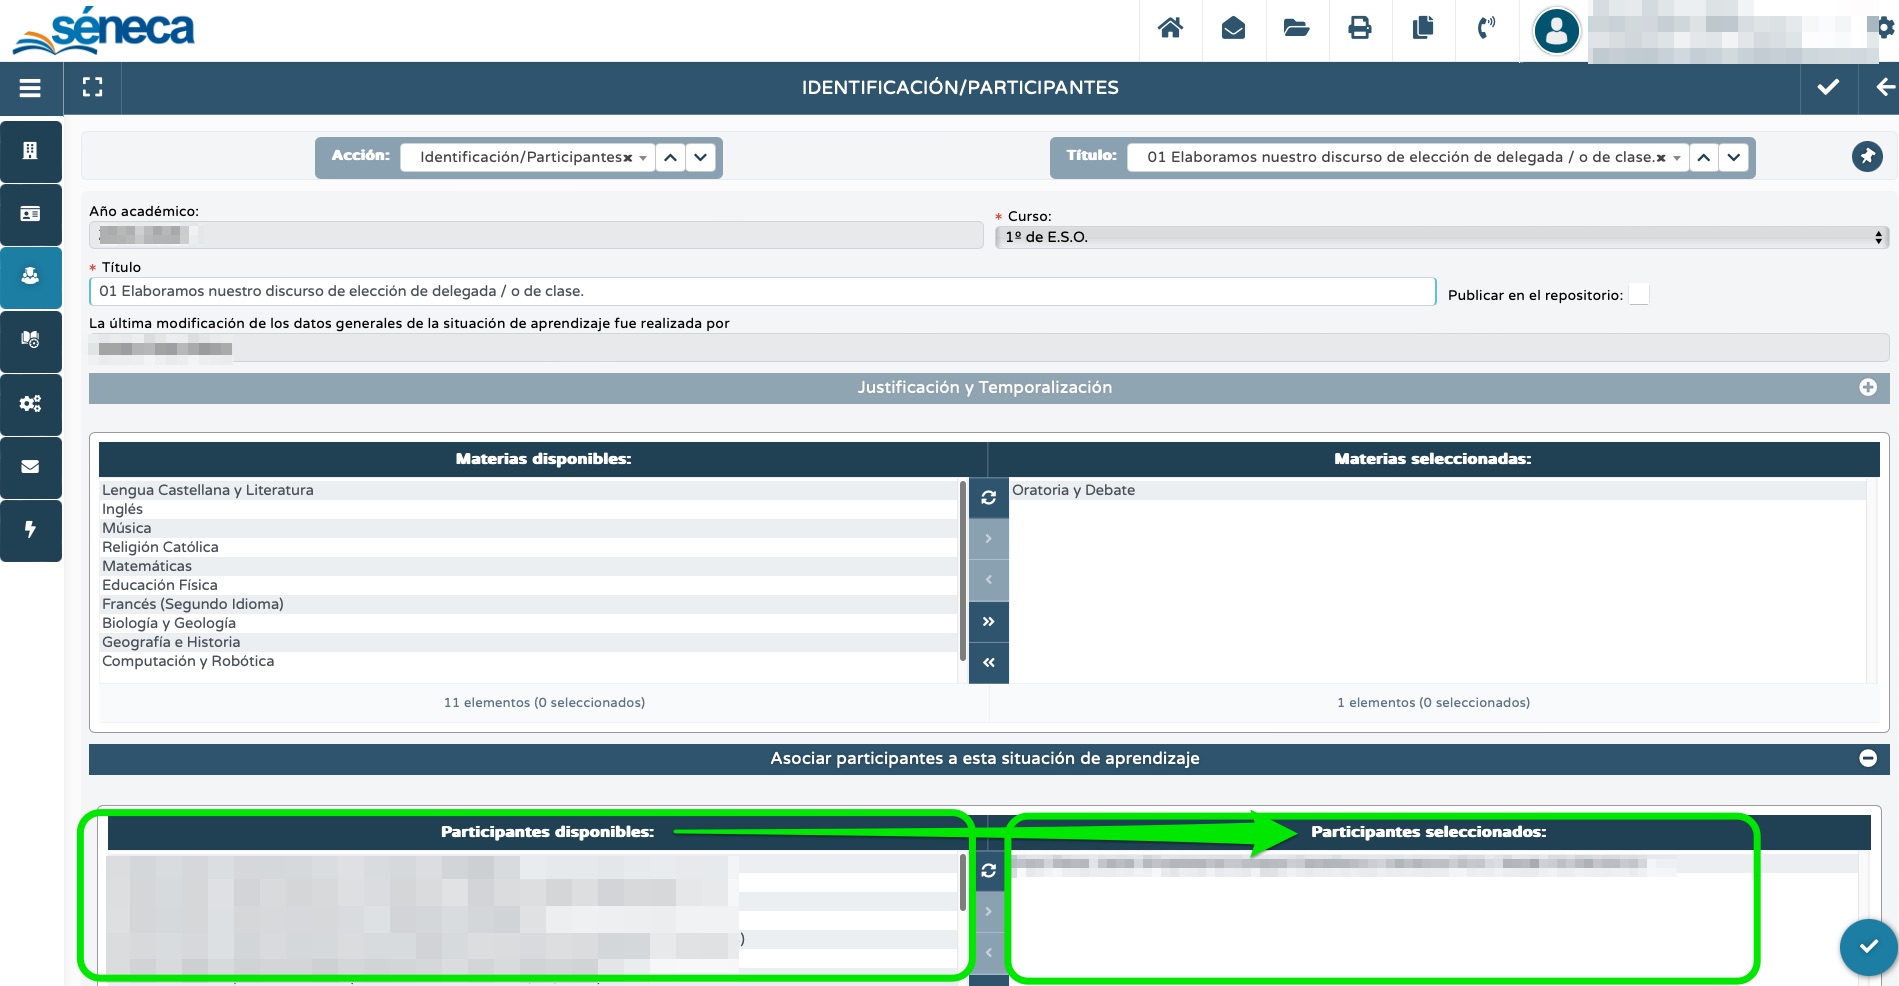 séneca
IDENTIFICACIÓN/PARTICIPANTES
Acción: Identificación/Participantes
Título: 01 Elaboramos nuestro discurso de elección de delegada / o de clase.
Año académico:
* Curso:
1º de E.S.O.
* Título
01 Elaboramos nuestro discurso de elección de delegada / o de clase.
Publicar en el repositorio:
La última modificación de los datos generales de la situación de aprendizaje fue realizada por
Justificación y Temporalización
Materias disponibles:
Materias seleccionadas:
Lengua Castellana y Literatura
Oratoria y Debate
Inglés
Música
Religión Católica
Matemáticas
Educación Física
Francés (Segundo Idioma)
Biología y Geología
Geografía e Historia
Computación y Robótica
11 elementos (0 seleccionados)
1 elementos (0 seleccionados)
Asociar participantes a esta situación de aprendizaje
Participantes disponibles:
Participantes seleccionados:
)